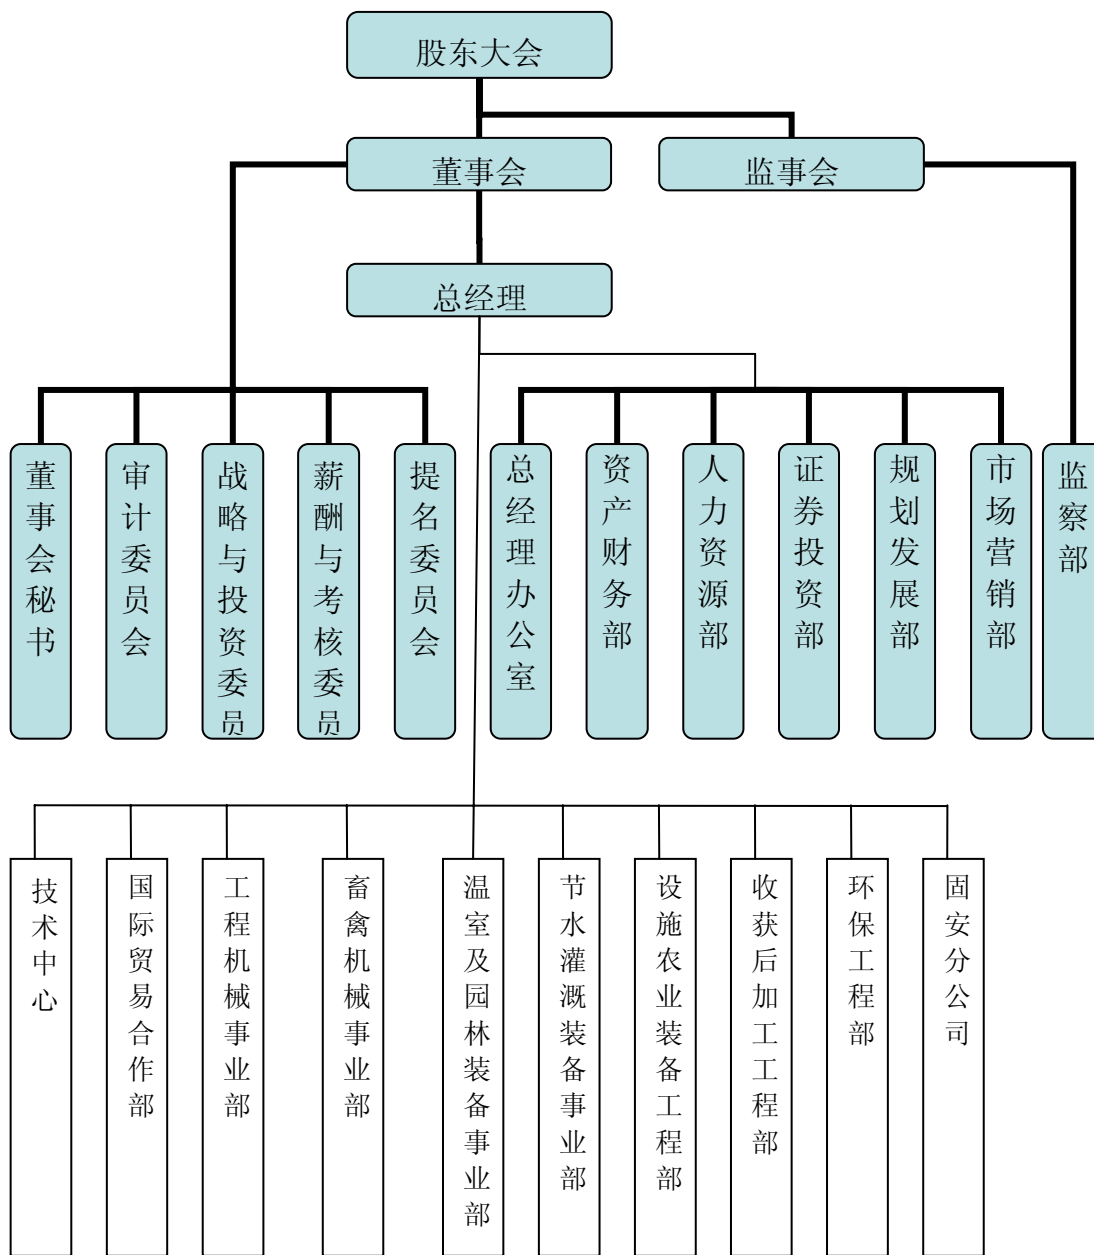 股东大会
董事会
监事会
总经理
董事会秘书
审计委员会
战略与投资委员
薪酬与考核委员
提名委员会
总经理办公室
资产财务部
人力资源部
证券投资部
规划发展部
市场营销部
监察部
技术中心
国际贸易合作部
工程机械事业部
畜禽机械事业部
温室及园林装备事业部
节水灌溉装备事业部
设施农业装备工程部
收获后加工工程部
环保工程部
固安分公司